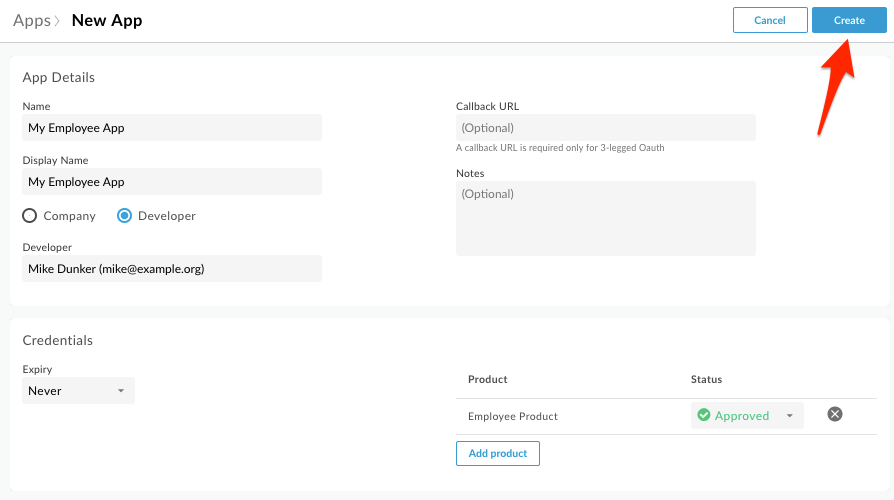 Apps › New App
Cancel
Create
App Details
Name
My Employee App
Display Name
My Employee App
Company
Developer
Developer
Mike Dunker (mike@example.org)
Callback URL
(Optional)
A callback URL is required only for 3-legged Oauth
Notes
(Optional)
Credentials
Expiry
Never
Product Status
Employee Product Approved
Add product